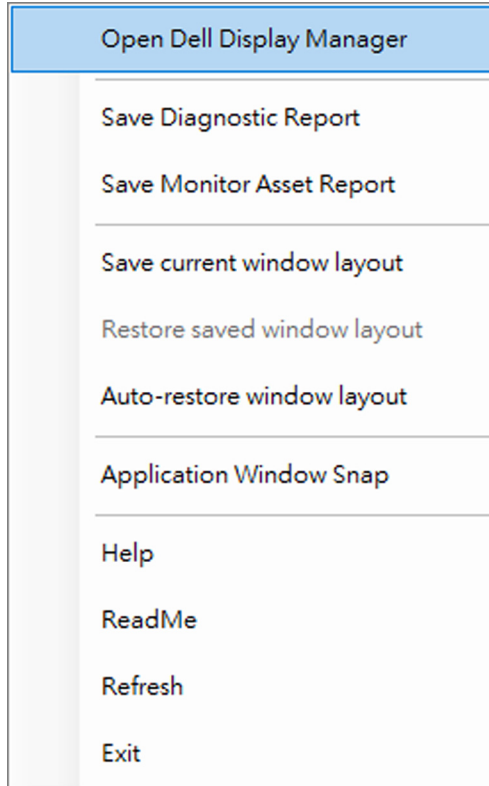 Open Dell Display Manager
Save Diagnostic Report
Save Monitor Asset Report
Save current window layout
Restore saved window layout
Auto-restore window layout
Application Window Snap
Help
ReadMe
Refresh
Exit